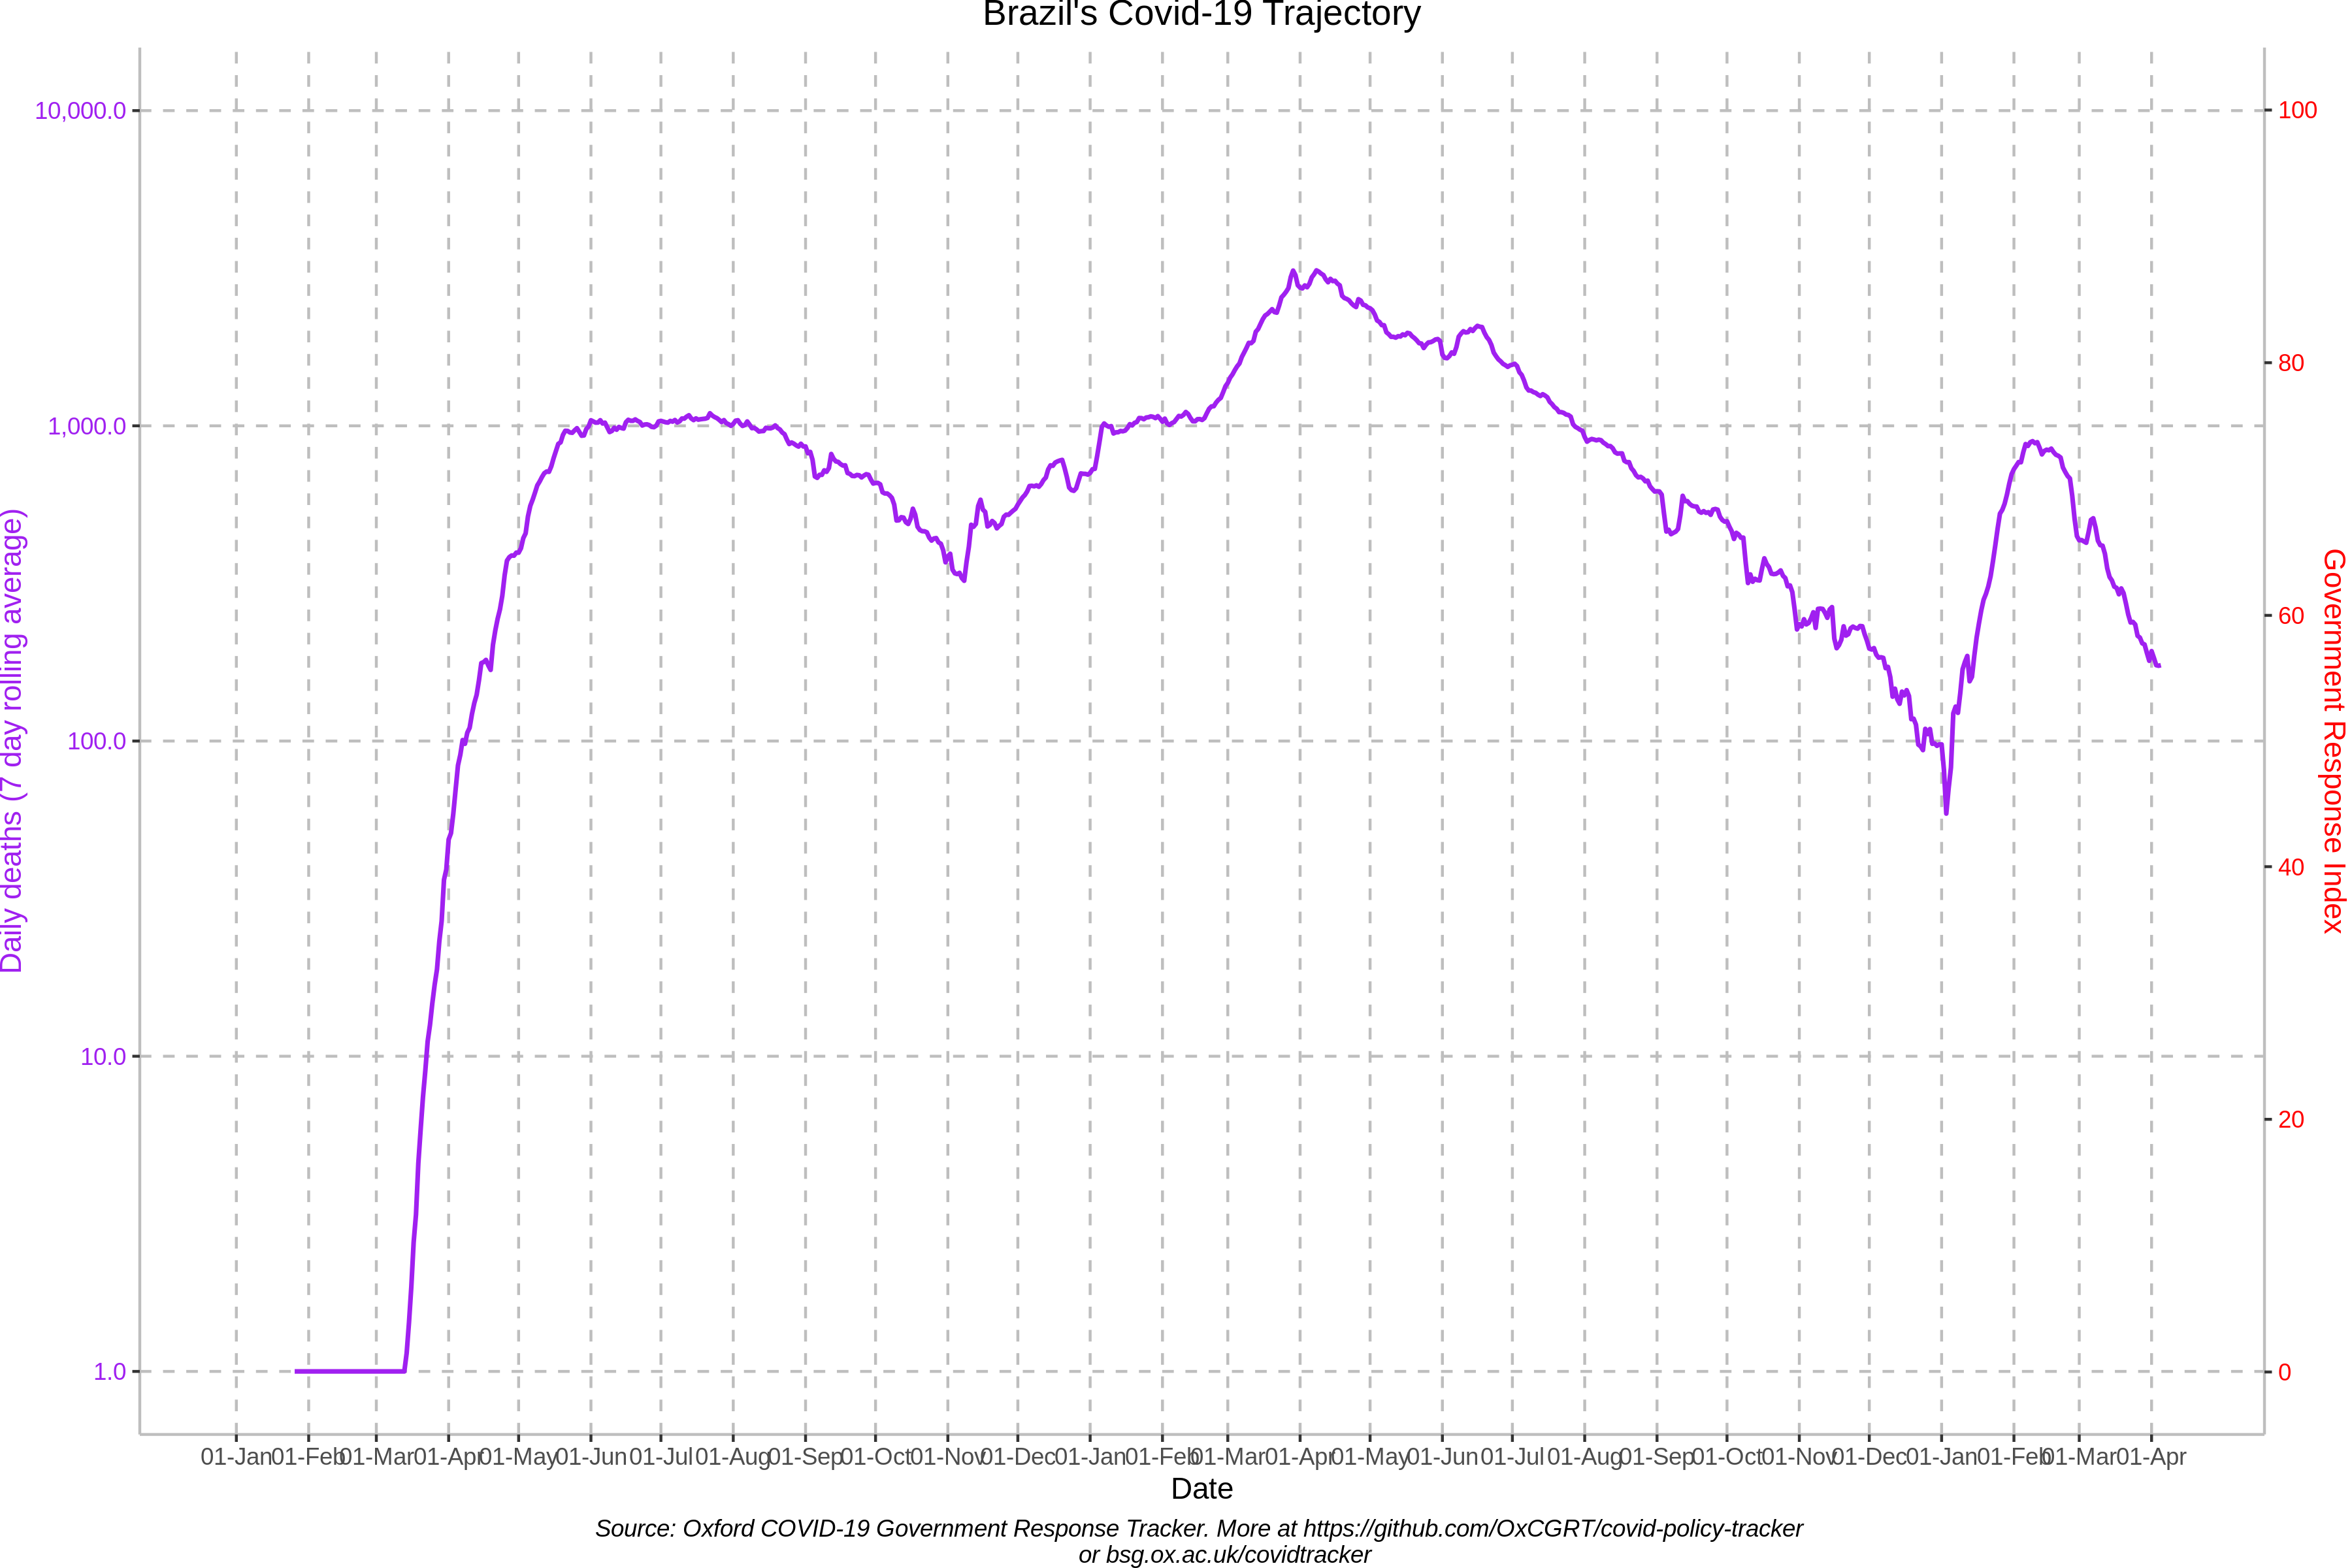 Brazil's Covid-19 Trajectory
10,000.0
1,000.0
100.0
10.0
1.0
Daily deaths (7 day rolling average)
100
80
60
40
20
0
Government Response Index
01-Jan 01-Feb 01-Mar 01-Apr 01-May 01-Jun 01-Jul 01-Aug 01-Sep 01-Oct 01-Nov 01-Dec 01-Jan 01-Feb 01-Mar 01-Apr 01-May 01-Jun 01-Jul 01-Aug 01-Sep 01-Oct 01-Nov 01-Dec 01-Jan 01-Feb 01-Mar 01-Apr
Date
Source: Oxford COVID-19 Government Response Tracker. More at https://github.com/OxCGRT/covid-policy-tracker
or bsg.ox.ac.uk/covidtracker